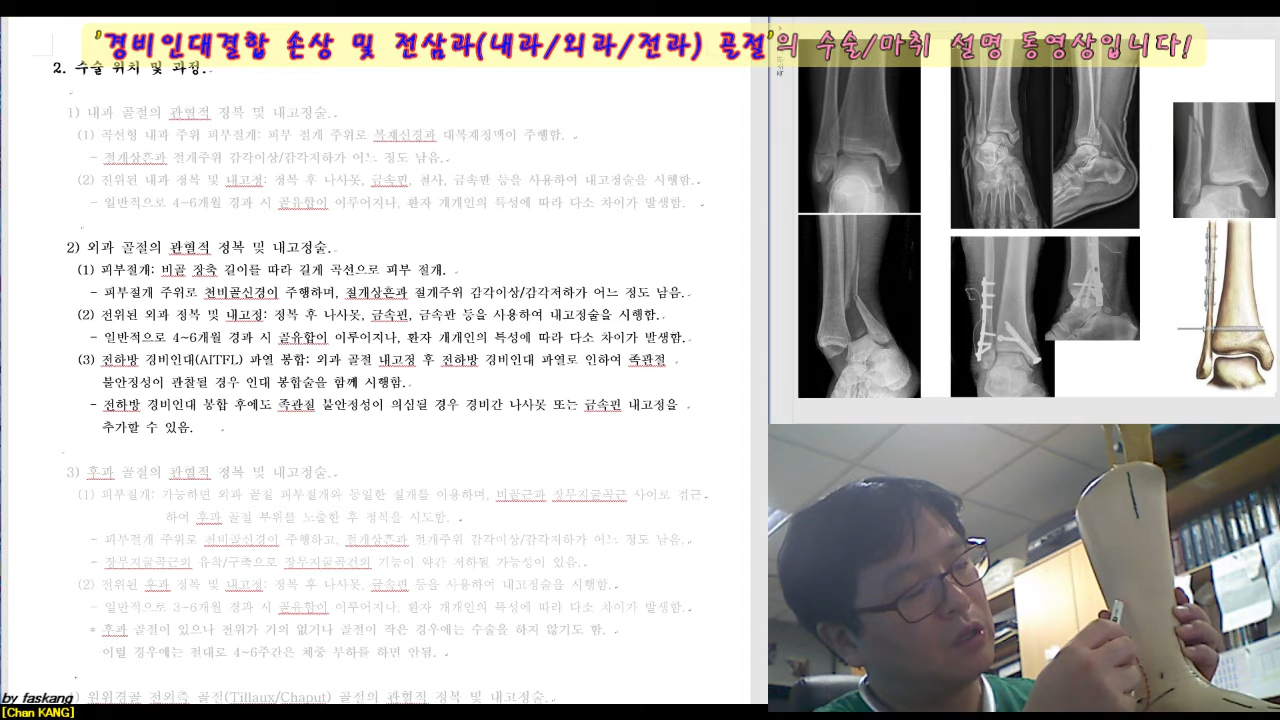 '경비인대결합 손상 및 전삼과(내과/외과/전과) 골절'의 수술/마취 설명 동영상입니다!
2. 수술 위치 및 과정.
1) 내과 골절의 관혈적 정복 및 내고정술.
(1) 곡선형 내과 주위 피부절개: 피부 절개 주위로 복재신경과 대복재정맥이 주행함.
- 절개상흔과 절개주위 감각이상/감각저하가 어느 정도 남음.
(2) 전위된 내과 정복 및 내고정: 정복 후 나사못, 금속핀, 철사, 금속판 등을 사용하여 내고정술을 시행함.
- 일반적으로 4~6개월 경과 시 골유합이 이루어지나, 환자 개개인의 특성에 따라 다소 차이가 발생함.
2) 외과 골절의 관혈적 정복 및 내고정술.
(1) 피부절개: 비골 장축 길이를 따라 길게 곡선으로 피부 절개.
- 피부절개 주위로 천비골신경이 주행하며, 절개상흔과 절개주위 감각이상/감각저하가 어느 정도 남음.
(2) 전위된 외과 정복 및 내고정: 정복 후 나사못, 금속핀, 금속판 등을 사용하여 내고정술을 시행함.
- 일반적으로 4~6개월 경과 시 골유합이 이루어지나, 환자 개개인의 특성에 따라 다소 차이가 발생함.
(3) 전하방 경비인대(AITFL) 파열 봉합: 외과 골절 내고정 후 전하방 경비인대 파열로 인하여 족관절
불안정성이 관찰될 경우 인대 봉합술을 함께 시행함.
- 전하방 경비인대 봉합 후에도 족관절 불안정성이 의심될 경우 경비간 나사못 또는 금속핀 내고정을
추가할 수 있음.
3) 후과 골절의 관혈적 정복 및 내고정술.
(1) 피부절개: 가능하면 외과 골절 피부절개와 동일한 절개를 이용하며, 비골근과 장무지굴곡근 사이로 접근
하여 후과 골절 부위를 노출한 후 정복을 시도함.
- 피부절개 주위로 천비골신경이 주행하고, 절개상흔과 절개주위 감각이상/감각저하가 어느 정도 남음.
- 장무지굴곡근의 유착/구축으로 장무지굴곡건의 기능이 약간 저하될 가능성이 있음.
(2) 전위된 후과 정복 및 내고정: 정복 후 나사못, 금속핀 등을 사용하여 내고정술을 시행함.
- 일반적으로 3~6개월 경과 시 골유합이 이루어지나, 환자 개개인의 특성에 따라 다소 차이가 발생함.
* 후과 골절이 있으나 전위가 거의 없거나 골절이 작은 경우에는 수술을 하지 않기도 함.
이럴 경우에는 절대로 4~6주간은 체중 부하를 하면 안됨.
원위경골 전외측 골절(Tillaux/Chaput) 골절의 관혈적 정복 및 내고정술.
by faskang
[Chan KANG]